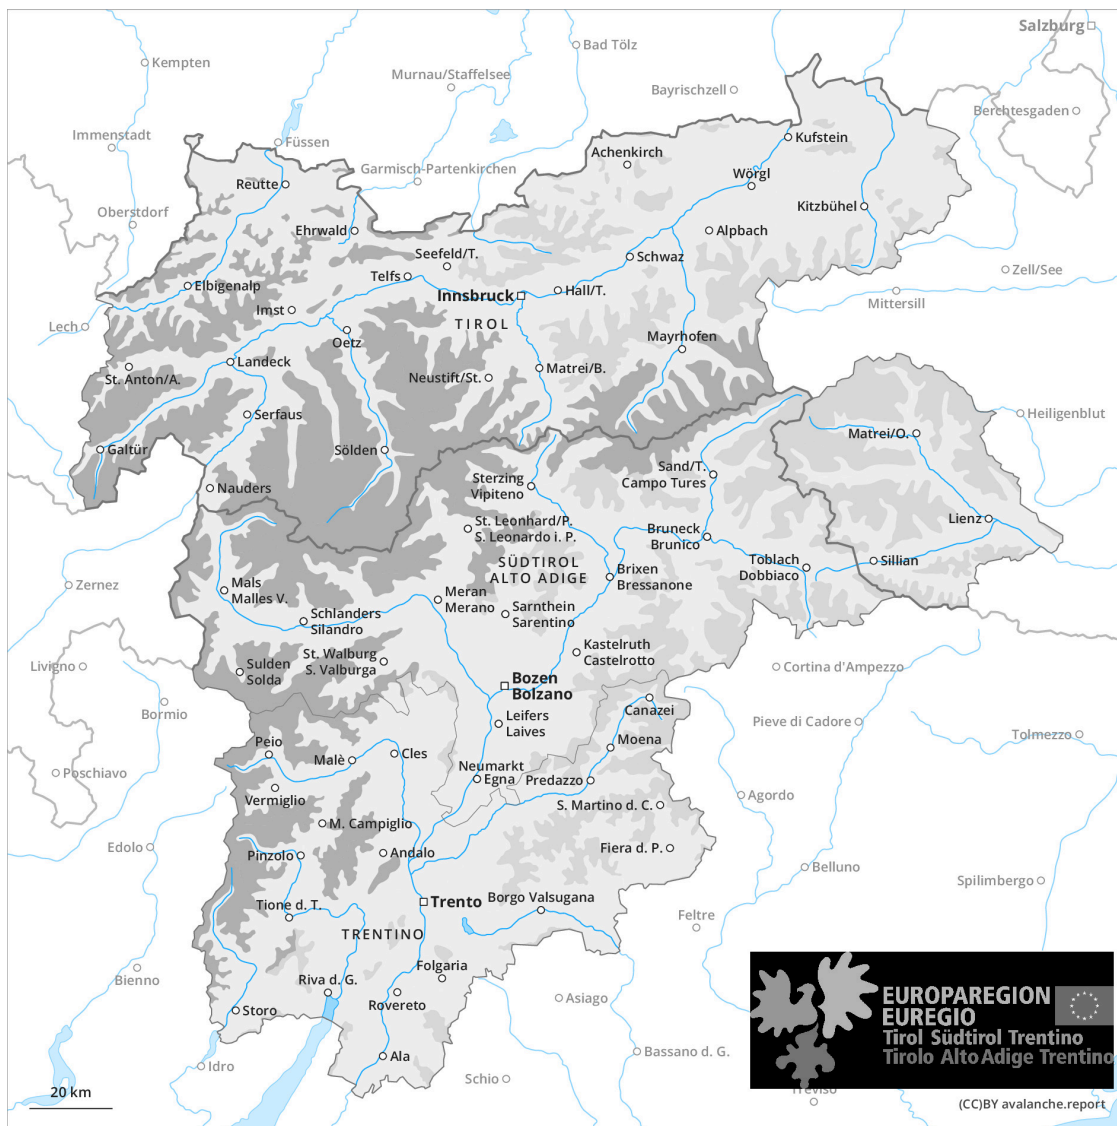 Salzburg
Bad Tölz
Kempten
Murnau/Staffelsee
Bayrischzell
Berchtesgaden
Immenstadt
Füssen
Kufstein
Achenkirch
Garmisch-Partenkirchen
Wörgl
Reutte
Oberstdorf
Kitzbühel
Ehrwald
Alpbach
Seefeld/T.
Schwaz
Telfs
Zell/See
Elbigenalp
Innsbruck
Hall/T.
Mittersill
Imst
TIROL
Lech
Oetz
Mayrhofen
Landeck
Matrei/B.
St. Anton/A.
Neustift/St.
Serfaus
Heiligenblut
Matrei/O.
Galtür
Sölden
Sand/T.
Campo Tures
Sterzing
Vipiteno
Nauders
Lienz
St. Leonhard/P.
S. Leonardo i. P.
Bruneck
Brunico
SÜDTIROL
ALTO ADIGE
Toblach
Dobbiaco
Sillian
Brixen
Bressanone
Zernez
Mals
Malles V.
Meran
Merano
Schlanders
Silandro
Sarnthein
Sarentino
Kastelruth
Castelrotto
St. Walburg
S. Valburga
Livigno
Sulden
Solda
Cortina d'Ampezzo
Bozen
Bolzano
Bormio
Canazei
Leifers
Laives
Pieve di Cadore
Tolmezzo
Peio
Moena
Malè
Cles
Poschiavo
Neumarkt
Egna
Predazzo
Vermiglio
Agordo
S. Martino d. C.
M. Campiglio
Edolo
Pinzolo
Andalo
Fiera d. P.
Belluno
Spilimbergo
Tione d. T.
Trento
Borgo Valsugana
Feltre
TRENTINO
Bienno
Folgaria
Riva d. G.
Rovereto
Asiago
Storo
EUROPAREGION
EUREGIO
Tirol Südtirol Trentino
Tirolo Alto Adige Trentino
Idro
Ala
Bassano d. G.
Schio
Treviso
20 km
(CC)BY avalanche.report